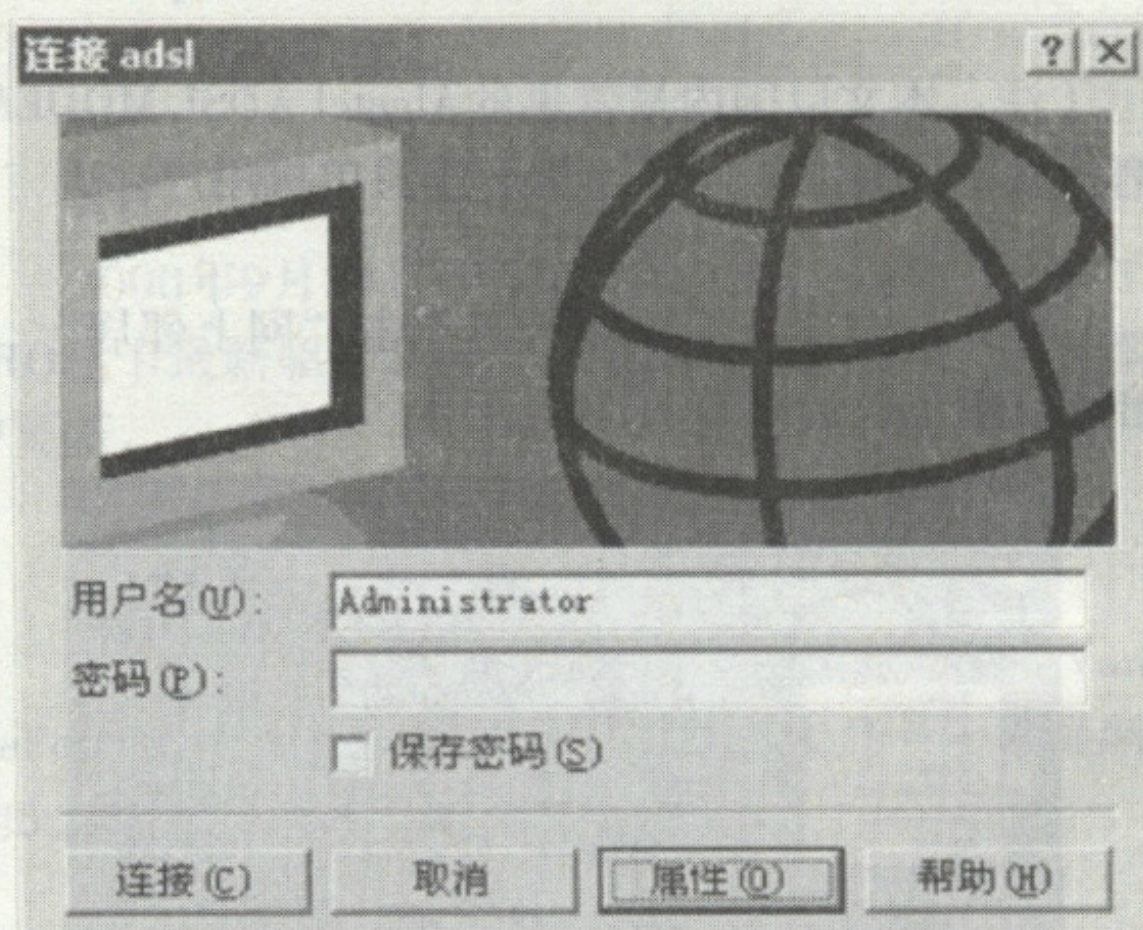 连接 adsl
用户名(U):
Administrator
密码(P):
保存密码(S)
连接(C)
取消
属性(O)
帮助(H)